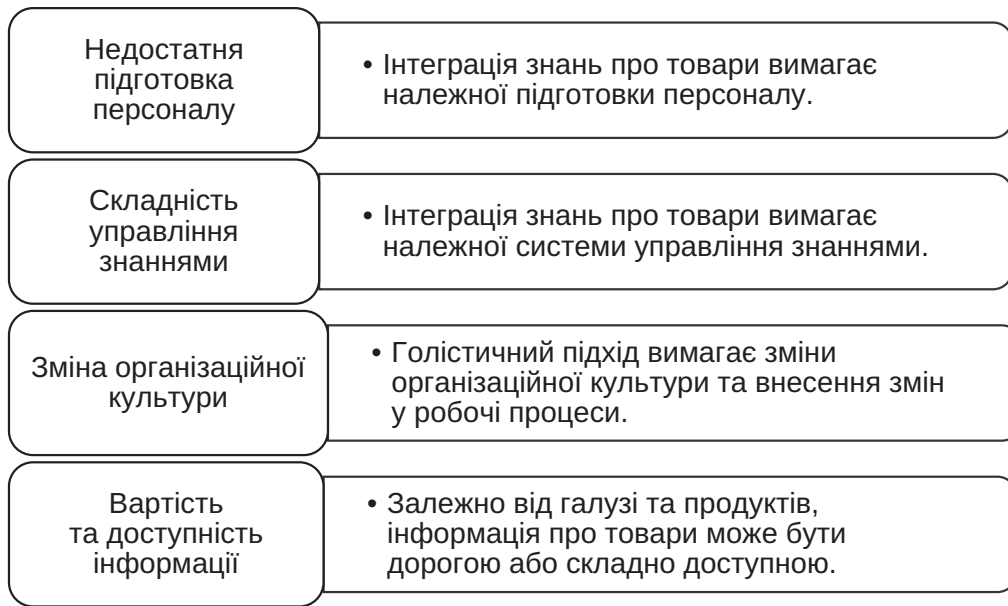 Недостатня
підготовка
персоналу
• Інтеграція знань про товари вимагає
належної підготовки персоналу.
Складність
управління
знаннями
• Інтеграція знань про товари вимагає
належної системи управління знаннями.
Зміна організаційної
культури
• Голістичний підхід вимагає зміни
організаційної культури та внесення змін
у робочі процеси.
Вартість
та доступність
інформації
• Залежно від галузі та продуктів,
інформація про товари може бути
дорогою або складно доступною.